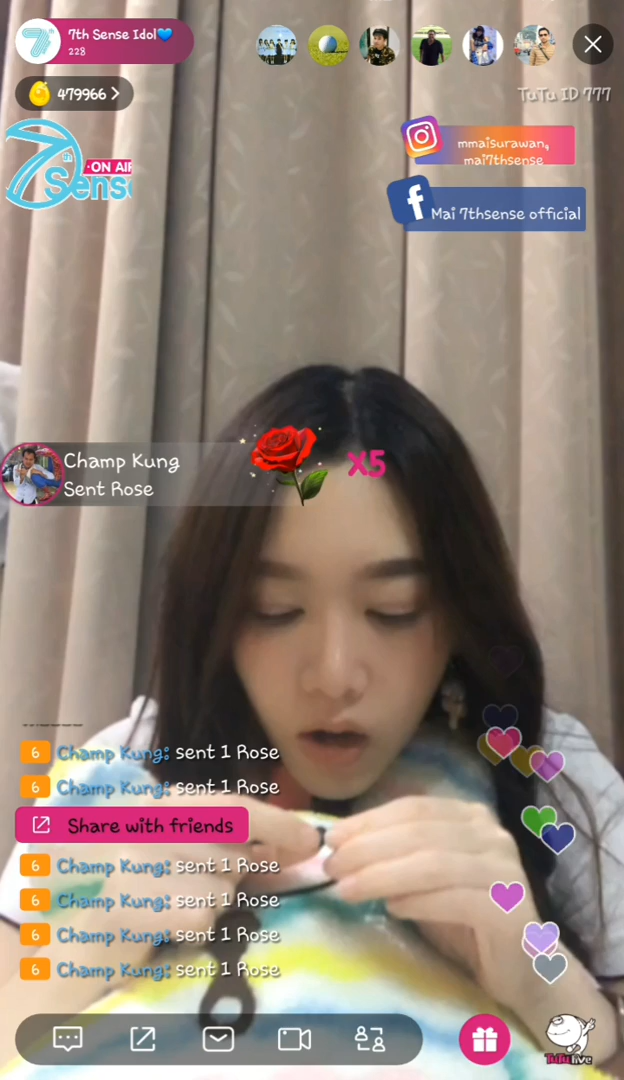 7th Sense Idol💙
228
479966
TuTu ID 777
7th
Sense
·ON AIR
mmaisurawan,
mai7thsense
f
Mai 7thsense official
Champ Kung
Sent Rose
X5
6 Champ Kung: sent 1 Rose
6 Champ Kung: sent 1 Rose
Share with friends
6 Champ Kung: sent 1 Rose
6 Champ Kung: sent 1 Rose
6 Champ Kung: sent 1 Rose
6 Champ Kung: sent 1 Rose
TuTu live